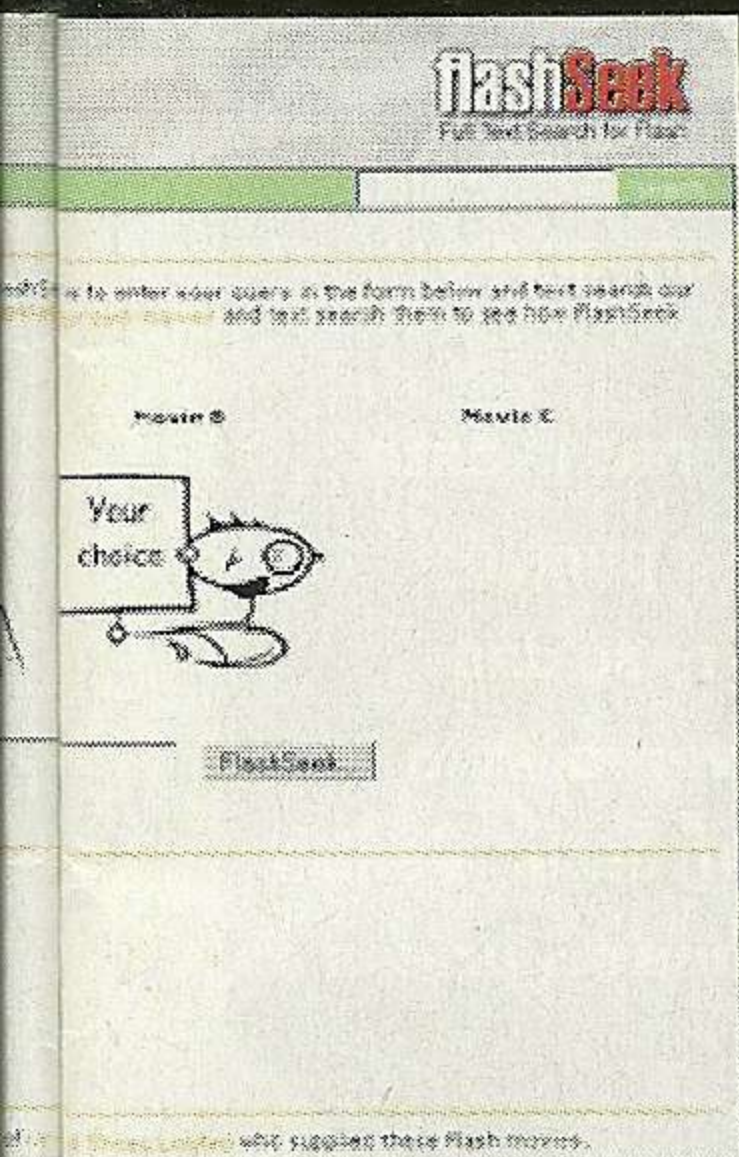 flashSeek
Full Text Search for Flash
is to enter your query in the form below and text search our
and text search them to see how FlashSeek
Movie B
Movie C
Your
choice
FlashSeek
who supplied these Flash movies.